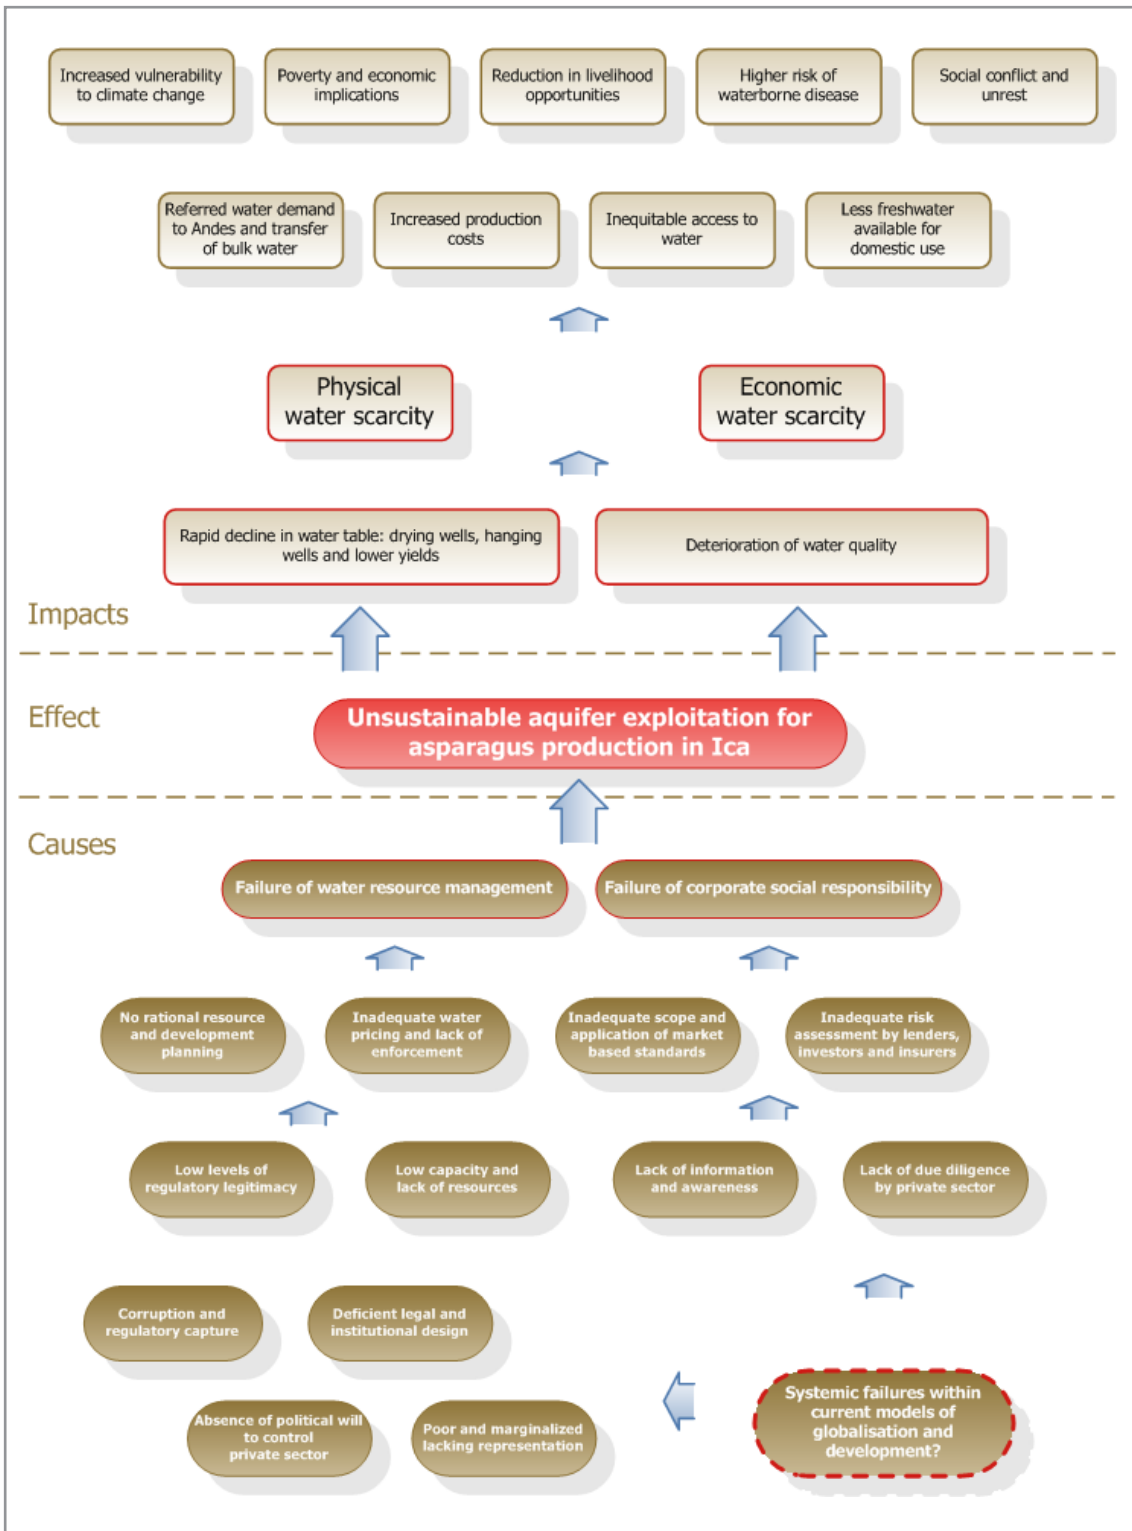 Increased vulnerability
to climate change
Poverty and economic
implications
Reduction in livelihood
opportunities
Higher risk of
waterborne disease
Social conflict and
unrest
Referred water demand
to Andes and transfer
of bulk water
Increased production
costs
Inequitable access to
water
Less freshwater
available for
domestic use
Physical
water scarcity
Economic
water scarcity
Rapid decline in water table: drying wells, hanging
wells and lower yields
Deterioration of water quality
Impacts
Effect
Unsustainable aquifer exploitation for
asparagus production in Ica
Causes
Failure of water resource management
Failure of corporate social responsibility
No rational resource
and development
planning
Inadequate water
pricing and lack of
enforcement
Inadequate scope and
application of market
based standards
Inadequate risk
assessment by lenders,
investors and insurers
Low levels of
regulatory legitimacy
Low capacity and
lack of resources
Lack of information
and awareness
Lack of due diligence
by private sector
Corruption and
regulatory capture
Deficient legal and
institutional design
Absence of political will
to control
private sector
Poor and marginalized
lacking representation
Systemic failures within
current models of
globalisation and
development?